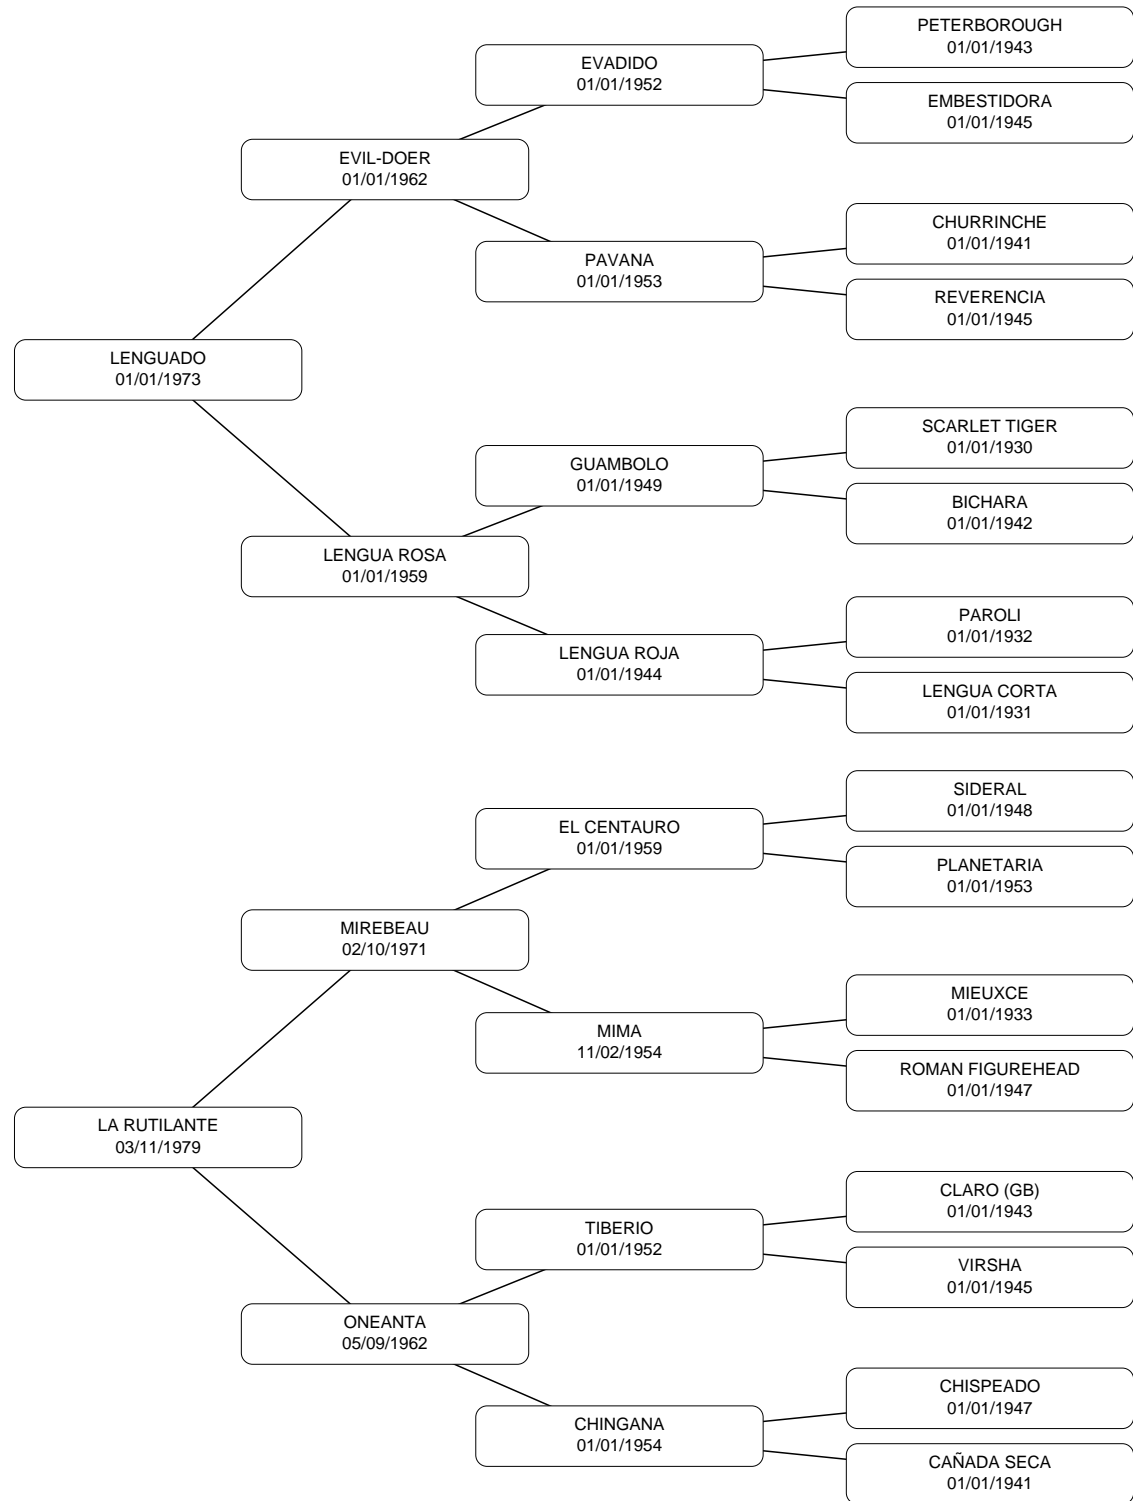 PETERBOROUGH
01/01/1943
EVADIDO
01/01/1952
EMBESTIDORA
01/01/1945
EVIL-DOER
01/01/1962
CHURRINCHE
01/01/1941
PAVANA
01/01/1953
REVERENCIA
01/01/1945
LENGUADO
01/01/1973
SCARLET TIGER
01/01/1930
GUAMBOLO
01/01/1949
BICHARA
01/01/1942
LENGUA ROSA
01/01/1959
PAROLI
01/01/1932
LENGUA ROJA
01/01/1944
LENGUA CORTA
01/01/1931
SIDERAL
01/01/1948
EL CENTAURO
01/01/1959
PLANETARIA
01/01/1953
MIREBEAU
02/10/1971
MIEUXCE
01/01/1933
MIMA
11/02/1954
ROMAN FIGUREHEAD
01/01/1947
LA RUTILANTE
03/11/1979
CLARO (GB)
01/01/1943
TIBERIO
01/01/1952
VIRSHA
01/01/1945
ONEANTA
05/09/1962
CHISPEADO
01/01/1947
CHINGANA
01/01/1954
CAÑADA SECA
01/01/1941